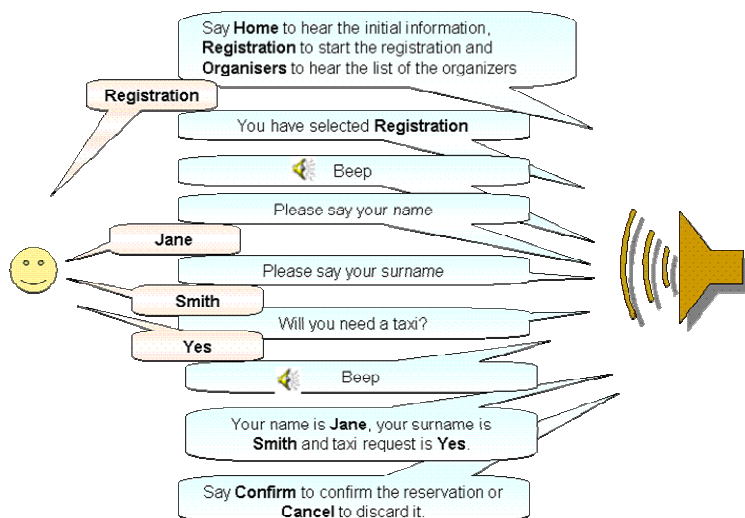 Say Home to hear the initial information,
Registration to start the registration and
Organisers to hear the list of the organizers
Registration
You have selected Registration
Beep
Please say your name
Jane
Please say your surname
Smith
Will you need a taxi?
Yes
Beep
Your name is Jane, your surname is
Smith and taxi request is Yes.
Say Confirm to confirm the reservation or
Cancel to discard it.